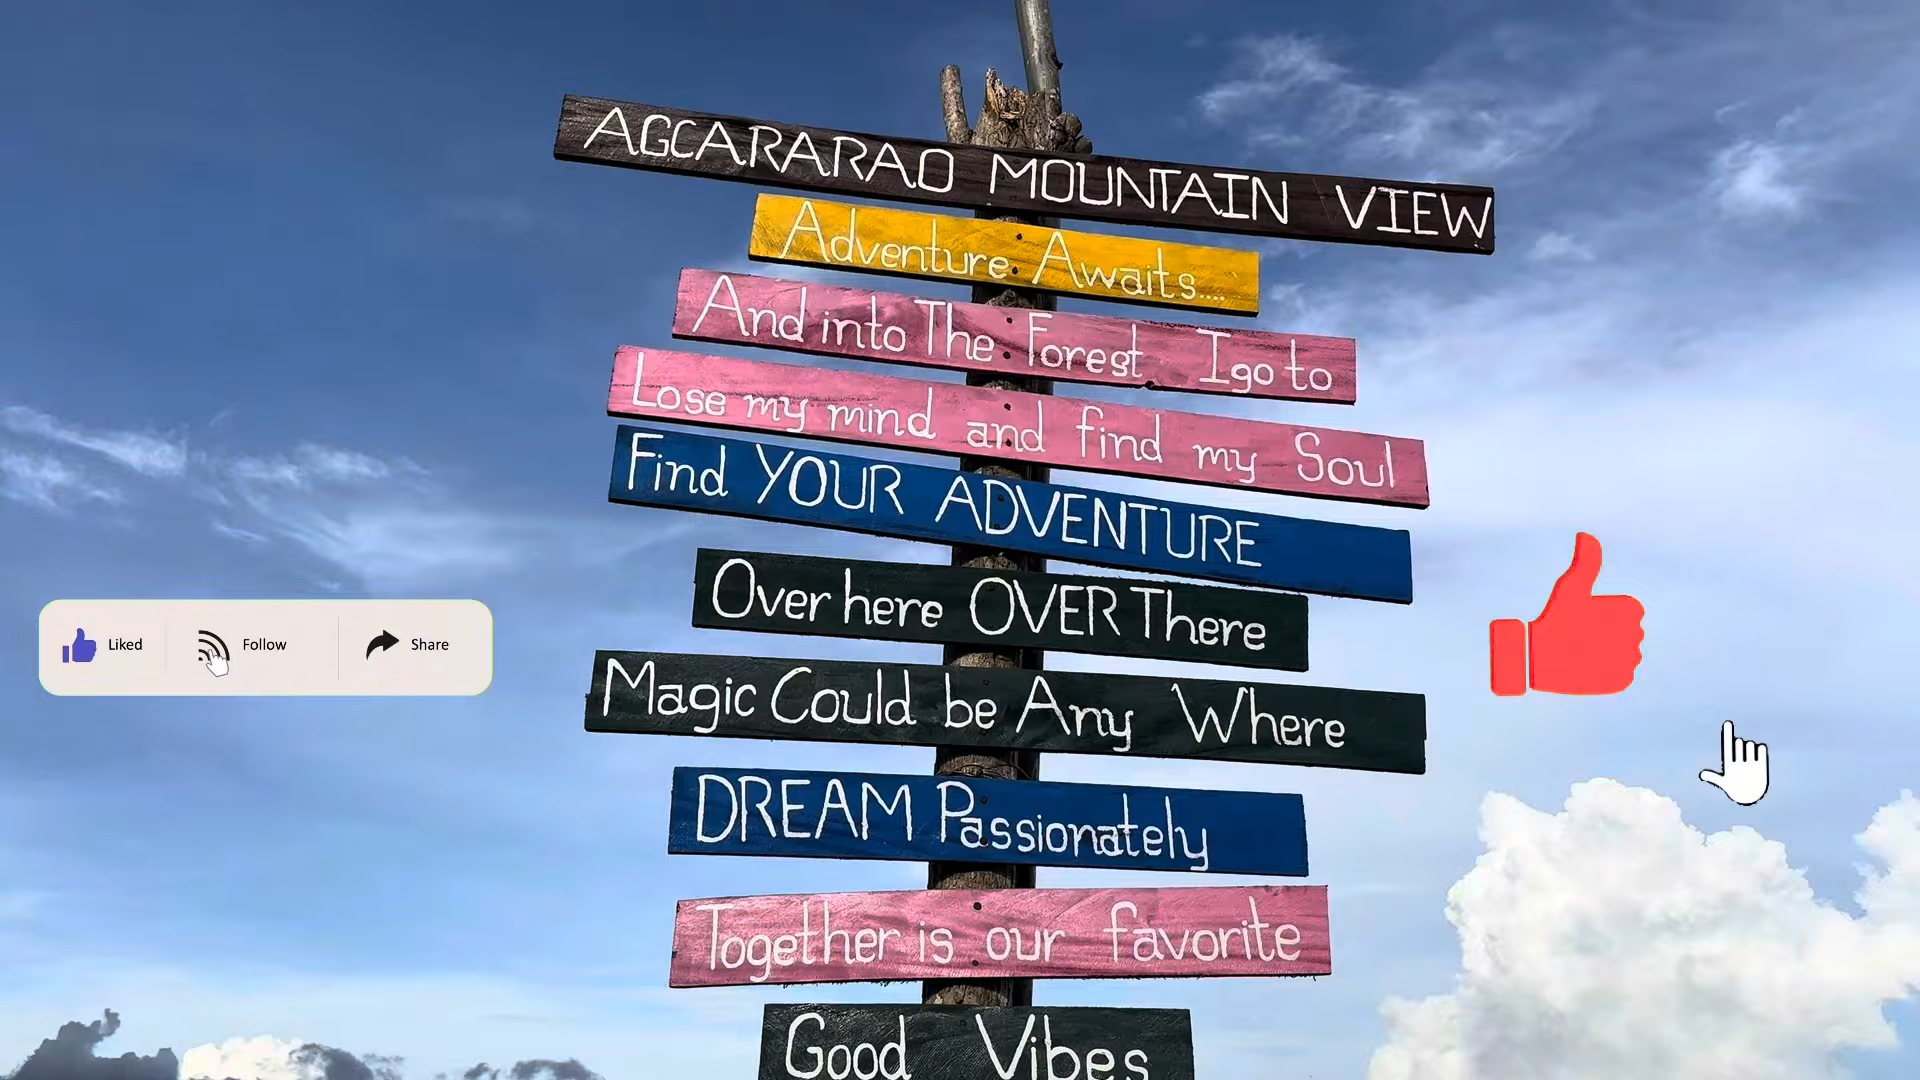 AGCARARAO MOUNTAIN VIEW
Adventure Awaits....
And into The Forest I go to
Lose my mind and find my Soul
Find YOUR ADVENTURE
Over here OVER There
Liked Follow Share
Magic Could be Any Where
DREAM Passionately
Together is our favorite
Good Vibes